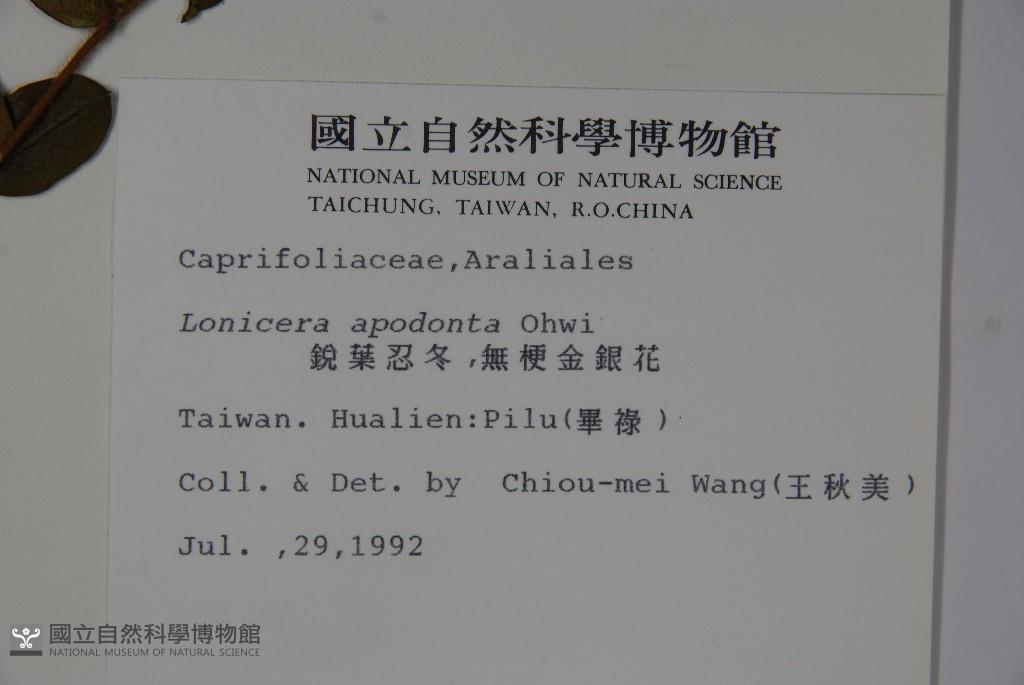 國立自然科學博物館
NATIONAL MUSEUM OF NATURAL SCIENCE
TAICHUNG, TAIWAN, R.O.CHINA
Caprifoliaceae,Araliales
Lonicera apodonta Ohwi
銳葉忍冬,無梗金銀花
Taiwan. Hualien:Pilu(畢祿)
Coll. & Det. by Chiou-mei Wang(王秋美)
Jul. ,29,1992
國立自然科學博物館
NATIONAL MUSEUM OF NATURAL SCIENCE